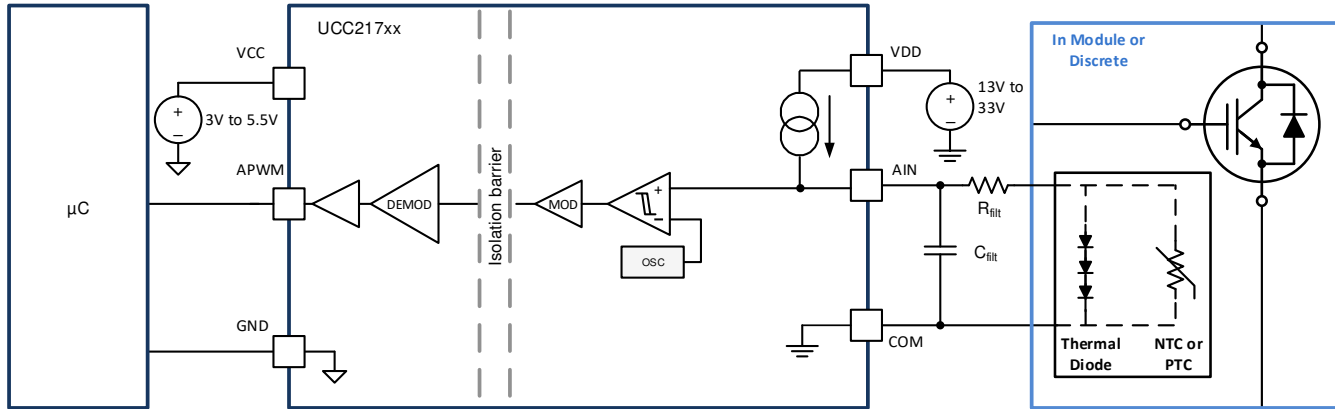 µC
UCC217xx
VCC
+
−
3V to 5.5V
APWM
DEMOD
Isolation barrier
MOD
+
−
OSC
GND
VDD
+
−
13V to
33V
AIN
Rfilt
Cfilt
COM
In Module or
Discrete
Thermal
Diode
NTC or
PTC